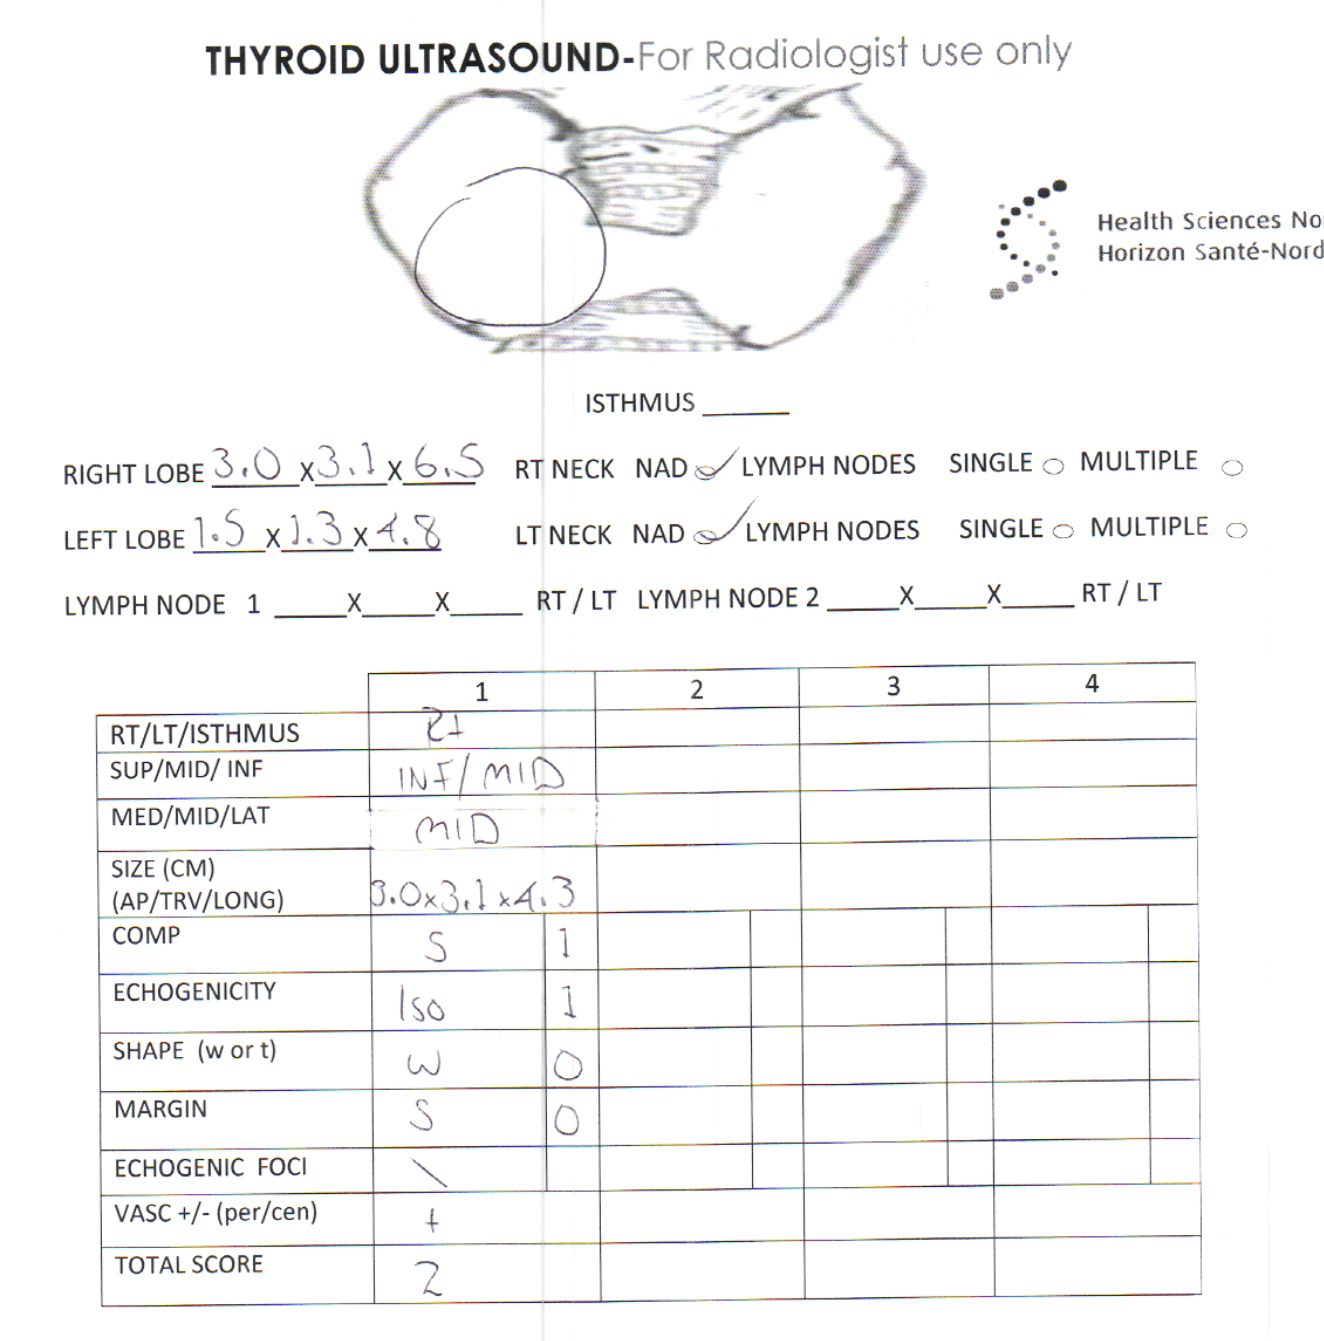 THYROID ULTRASOUND-For Radiologist use only
Health Sciences No
Horizon Santé-Nord
ISTHMUS ______
RIGHT LOBE 3.0 x 3.1 x 6.5 RT NECK NAD ✓ LYMPH NODES SINGLE ○ MULTIPLE ○
LEFT LOBE 1.5 x 1.3 x 4.8 LT NECK NAD ✓ LYMPH NODES SINGLE ○ MULTIPLE ○
LYMPH NODE 1 _____X_____X_____ RT / LT LYMPH NODE 2 _____X_____X_____ RT / LT
1 2 3 4
RT/LT/ISTHMUS Rt
SUP/MID/ INF INF/MID
MED/MID/LAT MID
SIZE (CM)
(AP/TRV/LONG) 3.0x3.1x4.3
COMP S 1
ECHOGENICITY Iso 1
SHAPE (w or t) W 0
MARGIN S 0
ECHOGENIC FOCI \
VASC +/- (per/cen) +
TOTAL SCORE 2